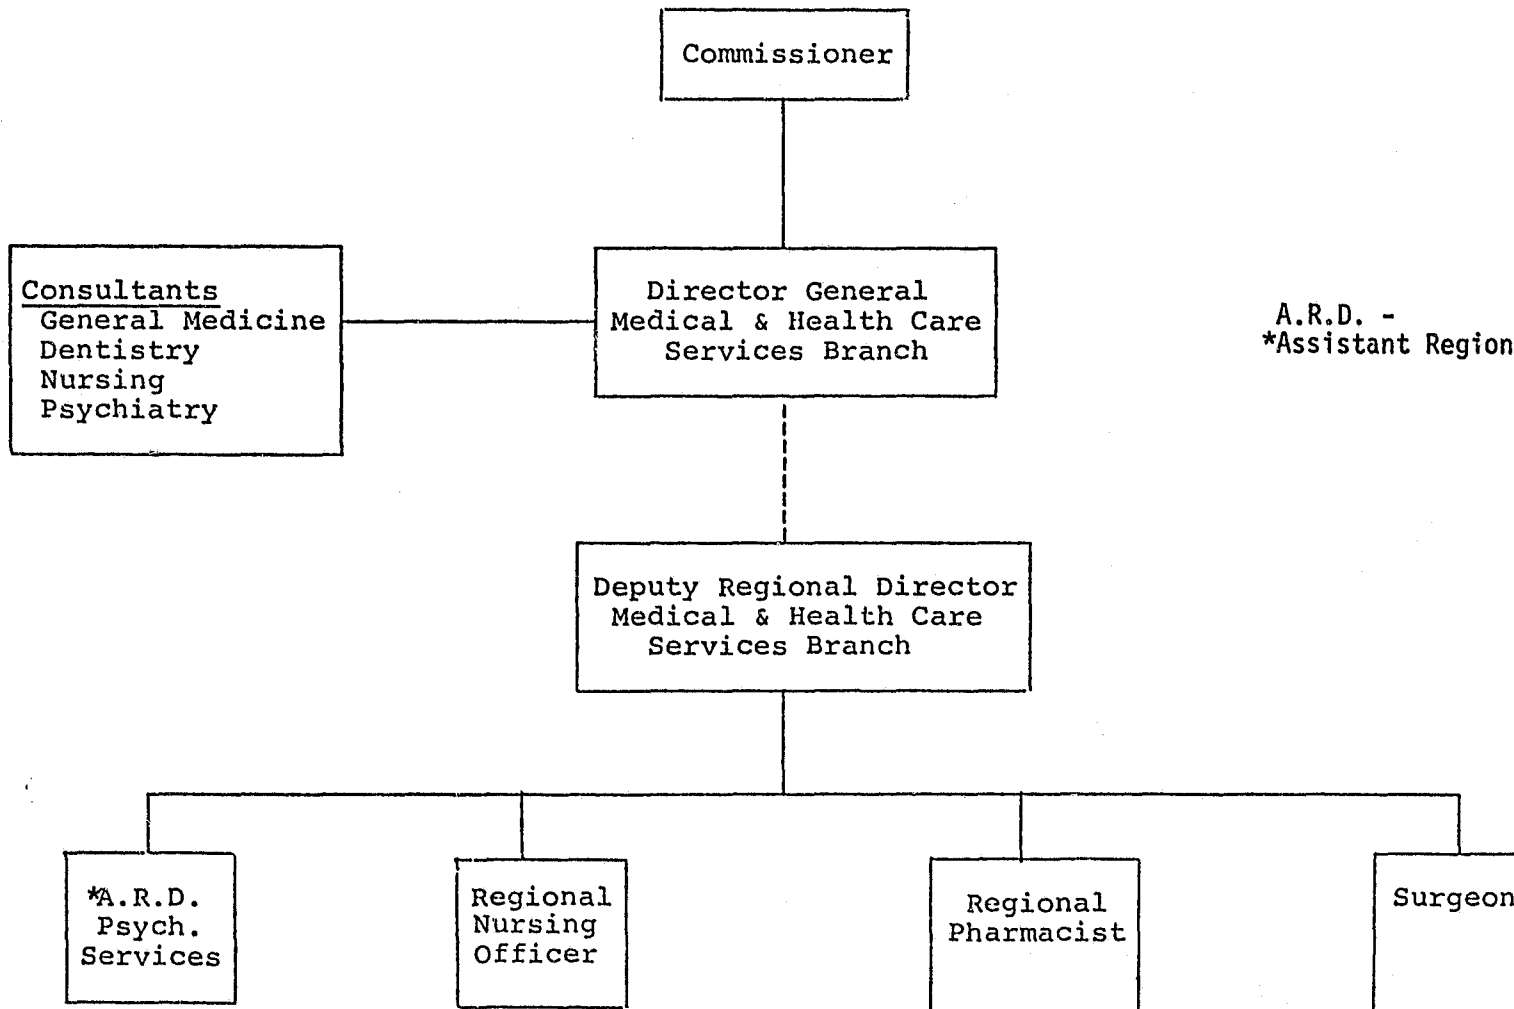 Commissioner
Consultants
General Medicine
Dentistry
Nursing
Psychiatry
Director General
Medical & Health Care
Services Branch
A.R.D. -
*Assistant Region
Deputy Regional Director
Medical & Health Care
Services Branch
*A.R.D.
Psych.
Services
Regional
Nursing
Officer
Regional
Pharmacist
Surgeon